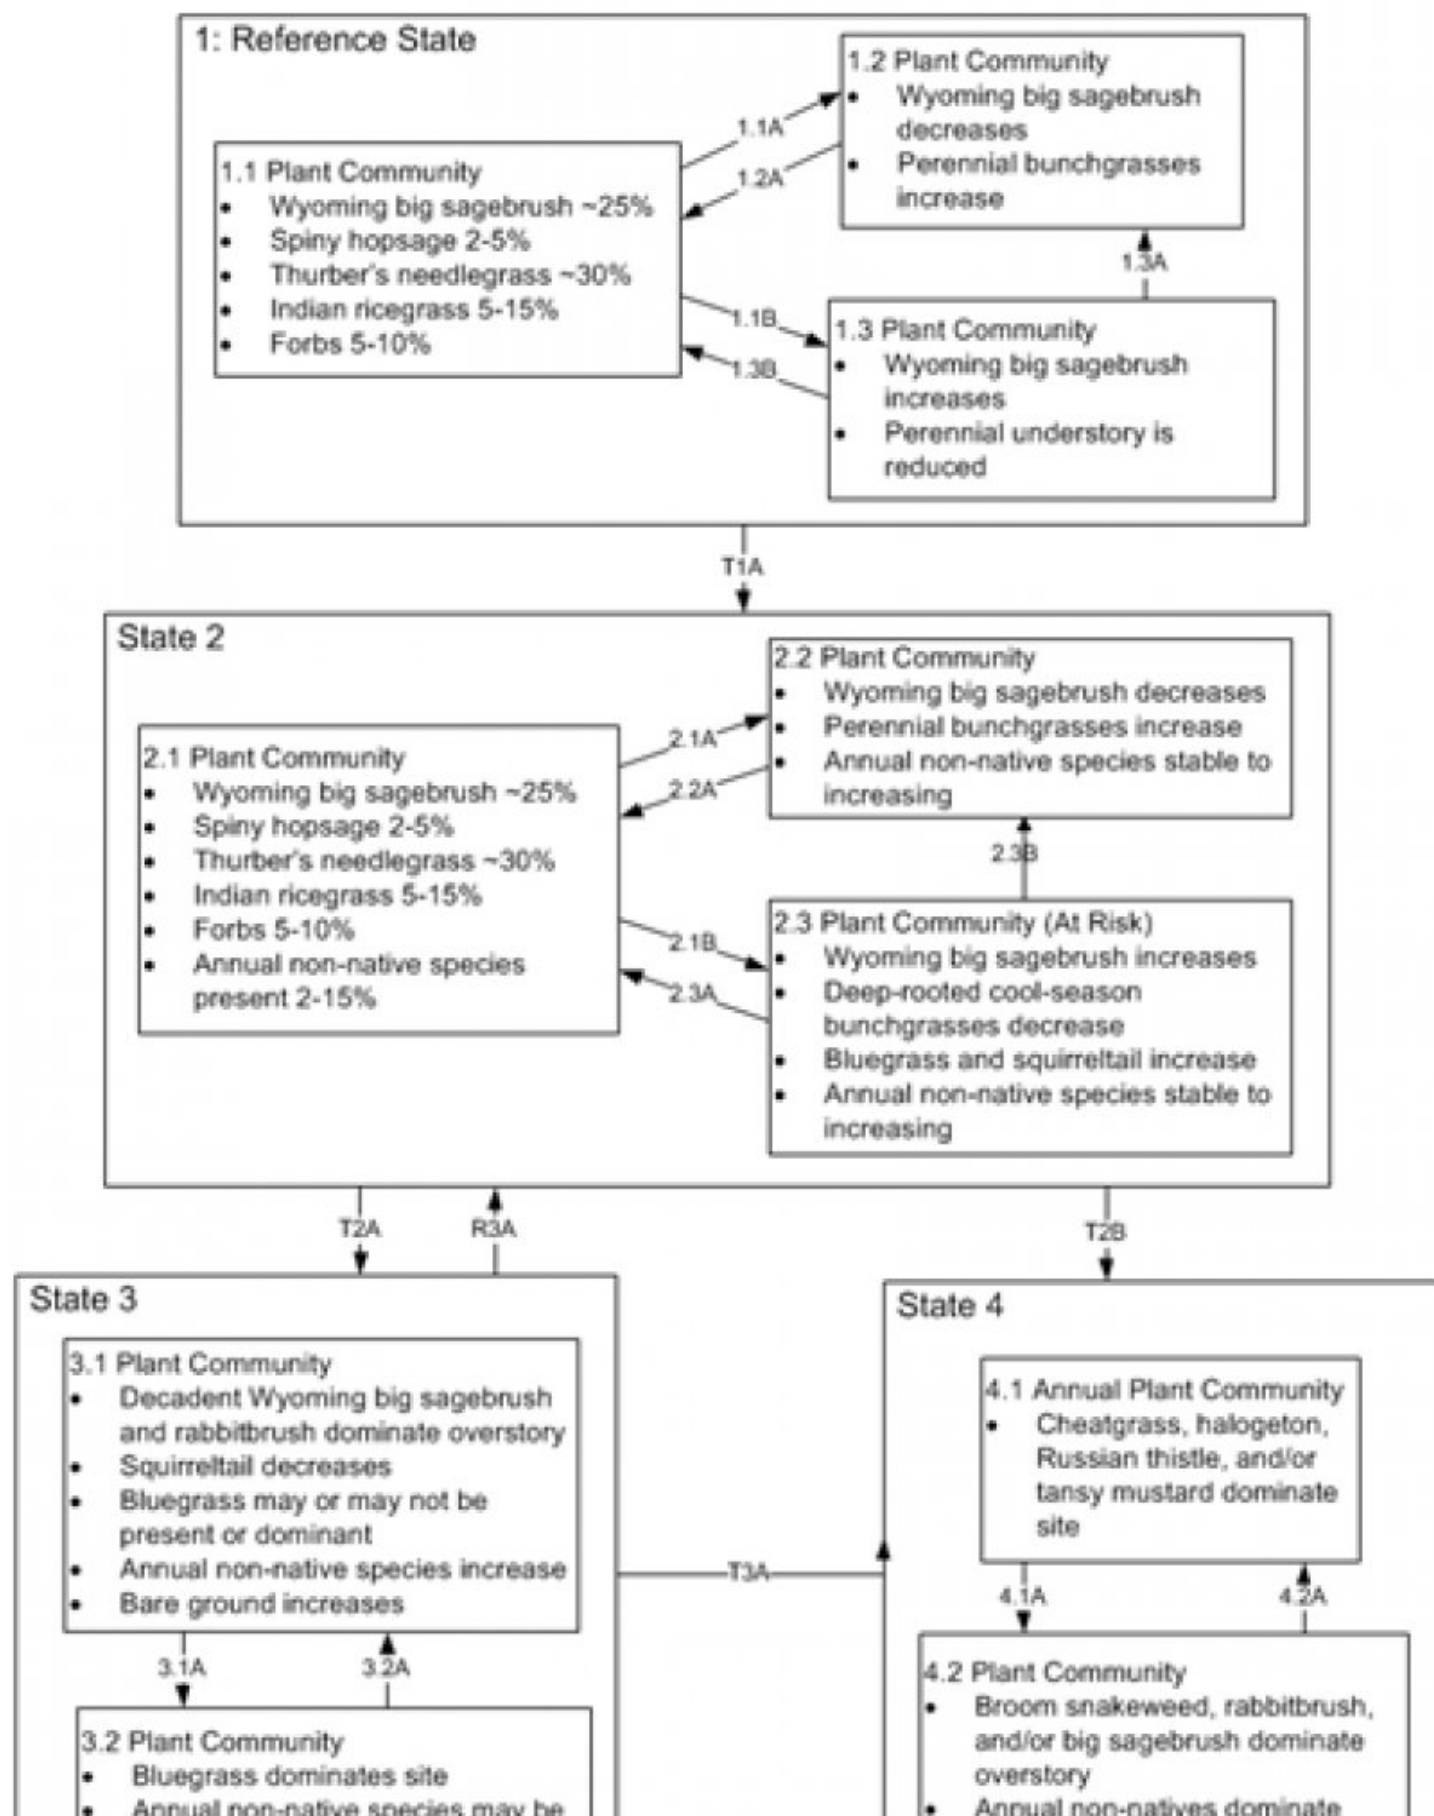 1: Reference State
1.1 Plant Community
• Wyoming big sagebrush ~25%
• Spiny hopsage 2-5%
• Thurber's needlegrass ~30%
• Indian ricegrass 5-15%
• Forbs 5-10%
1.1A
1.2A
1.1B
1.3B
1.2 Plant Community
• Wyoming big sagebrush
decreases
• Perennial bunchgrasses
increase
1.3A
1.3 Plant Community
• Wyoming big sagebrush
increases
• Perennial understory is
reduced
T1A
State 2
2.1 Plant Community
• Wyoming big sagebrush ~25%
• Spiny hopsage 2-5%
• Thurber's needlegrass ~30%
• Indian ricegrass 5-15%
• Forbs 5-10%
• Annual non-native species
present 2-15%
2.1A
2.2A
2.1B
2.3A
2.2 Plant Community
• Wyoming big sagebrush decreases
• Perennial bunchgrasses increase
• Annual non-native species stable to
increasing
2.3B
2.3 Plant Community (At Risk)
• Wyoming big sagebrush increases
• Deep-rooted cool-season
bunchgrasses decrease
• Bluegrass and squirreltail increase
• Annual non-native species stable to
increasing
T2A
R3A
T2B
State 3
3.1 Plant Community
• Decadent Wyoming big sagebrush
and rabbitbrush dominate overstory
• Squirreltail decreases
• Bluegrass may or may not be
present or dominant
• Annual non-native species increase
• Bare ground increases
3.1A
3.2A
3.2 Plant Community
• Bluegrass dominates site
• Annual non-native species may be
T3A
State 4
4.1 Annual Plant Community
• Cheatgrass, halogeton,
Russian thistle, and/or
tansy mustard dominate
site
4.1A
4.2A
4.2 Plant Community
• Broom snakeweed, rabbitbrush,
and/or big sagebrush dominate
overstory
• Annual non-natives dominate